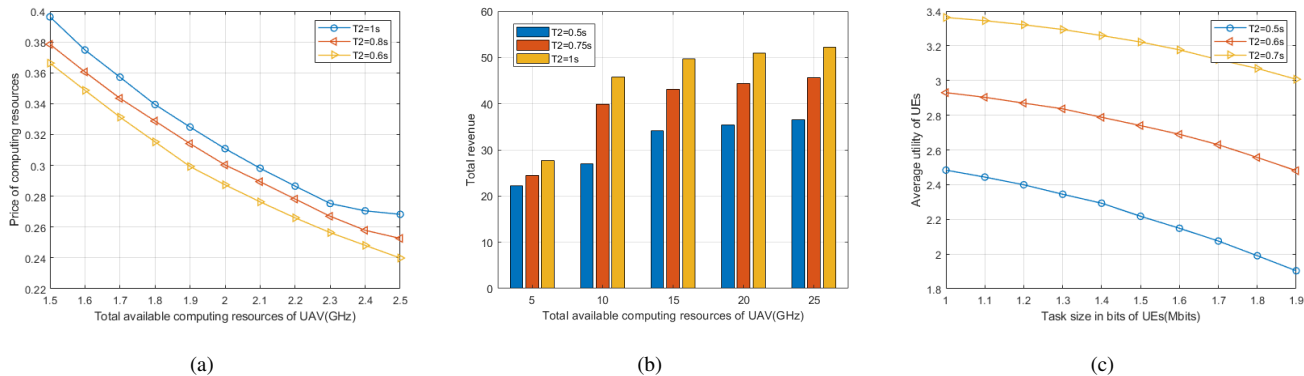 0.4
0.38
0.36
0.34
0.32
0.3
0.28
0.26
0.24
0.22
Price of computing resources
T2=1s
T2=0.8s
T2=0.6s
1.5 1.6 1.7 1.8 1.9 2 2.1 2.2 2.3 2.4 2.5
Total available computing resources of UAV(GHz)
(a)
60
50
40
30
20
10
0
Total revenue
T2=0.5s
T2=0.75s
T2=1s
5 10 15 20 25
Total available computing resources of UAV(GHz)
(b)
3.4
3.2
3
2.8
2.6
2.4
2.2
2
1.8
Average utility of UEs
T2=0.5s
T2=0.6s
T2=0.7s
1 1.1 1.2 1.3 1.4 1.5 1.6 1.7 1.8 1.9
Task size in bits of UEs(Mbits)
(c)